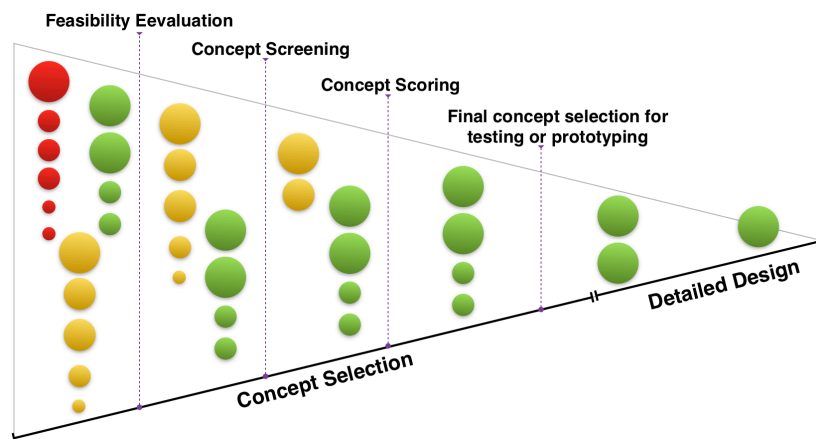 Feasibility Eevaluation
Concept Screening
Concept Scoring
Final concept selection for
testing or prototyping
Concept Selection
Detailed Design